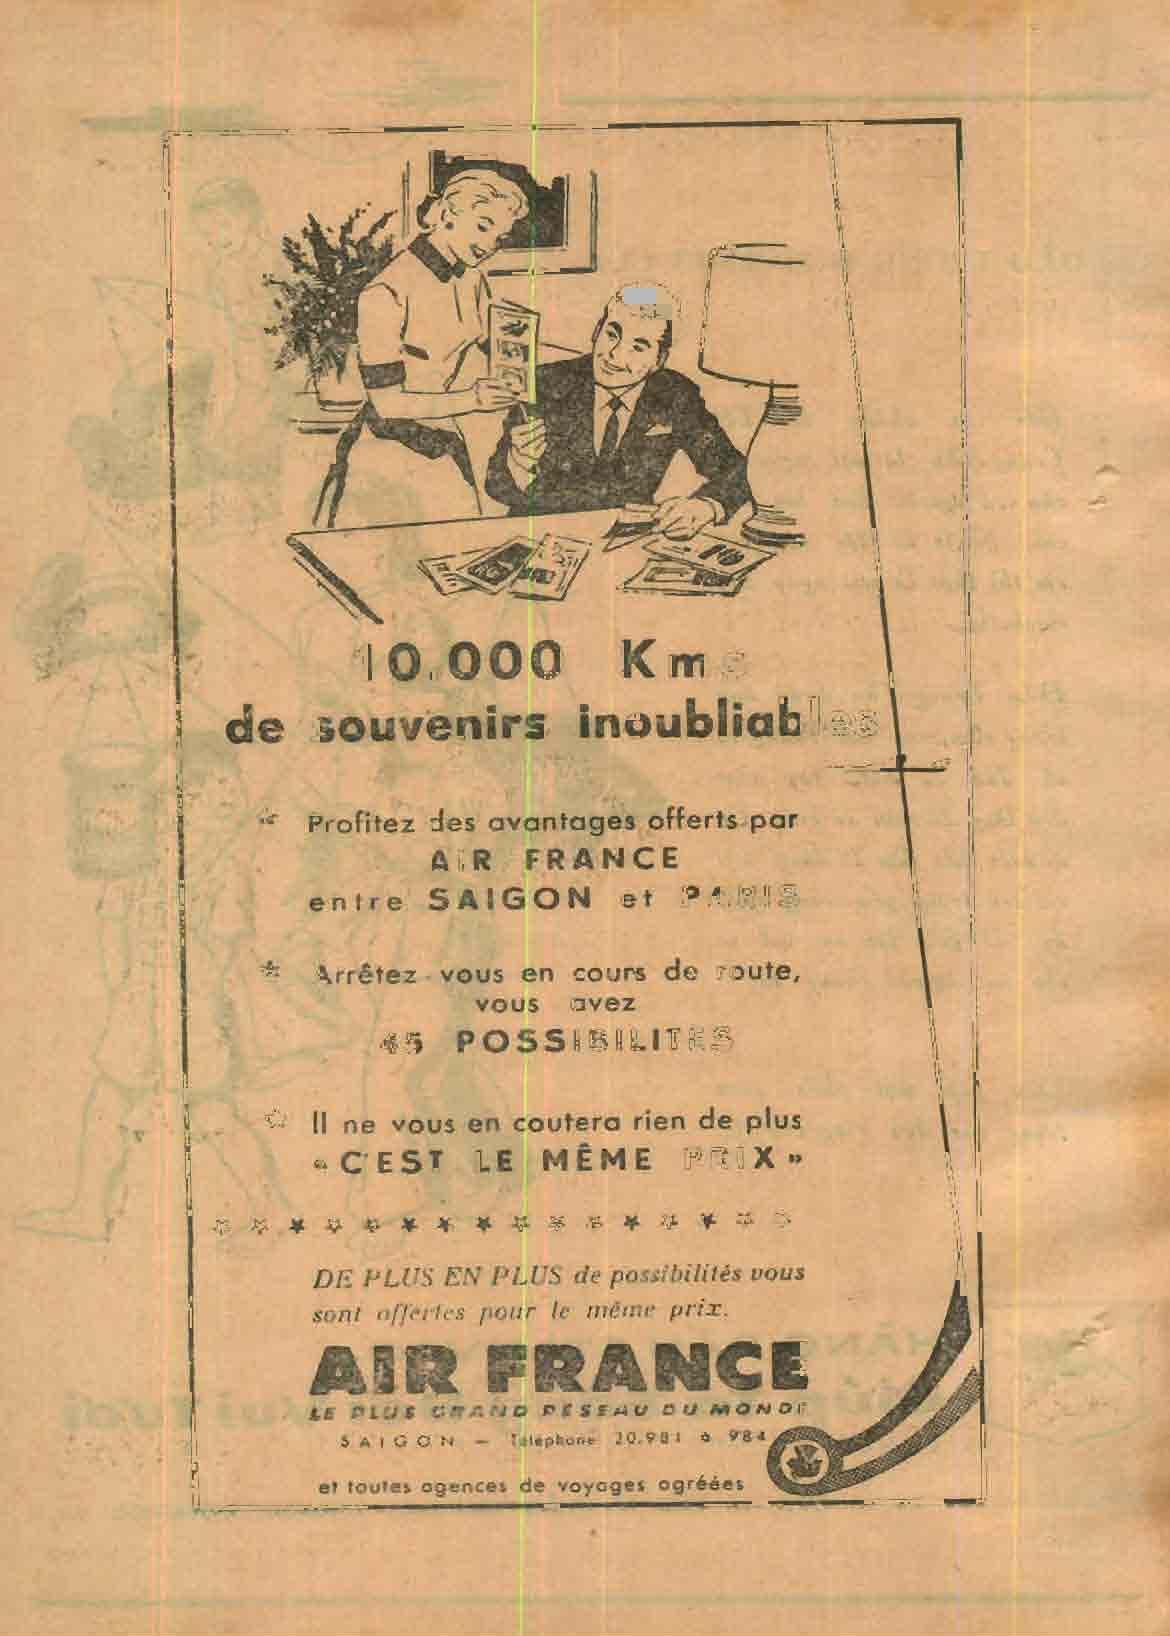 10.000 Kms
de souvenirs inoubliables
* Profitez des avantages offerts par
AIR FRANCE
entre SAIGON et PARIS
* Arrêtez-vous en cours de route,
vous avez
45 POSSIBILITES
* Il ne vous en coutera rien de plus
« C'EST LE MÊME PRIX »
DE PLUS EN PLUS de possibilités vous
sont offertes pour le même prix.
AIR FRANCE
LE PLUS GRAND RESEAU DU MONDE
SAIGON — Téléphone 20.981 à 984
et toutes agences de voyages agréées